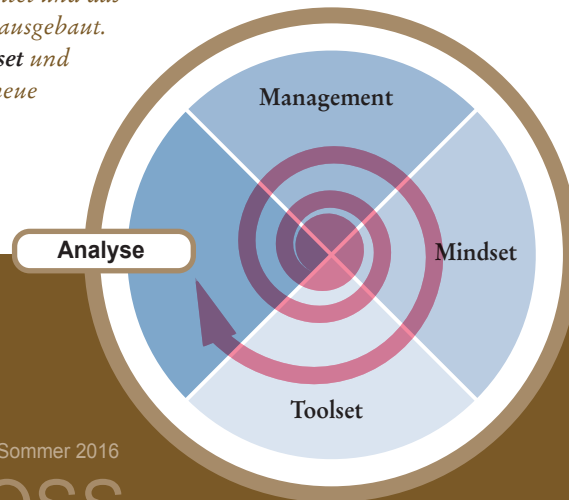 ausgebaut.
set und
neue
Management
Analyse
Mindset
Toolset
Sommer 2016